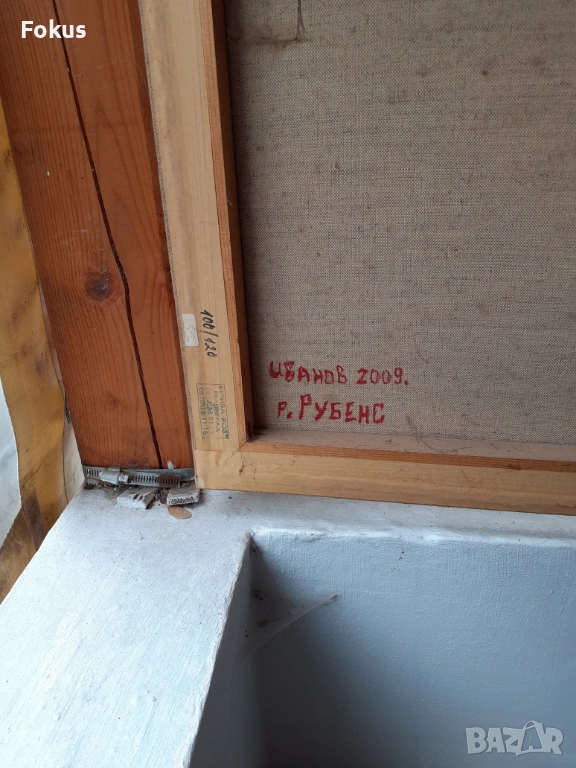 Fokus
100/120
ИВАНОВ 2009.
Р. РУБЕНС
BAZAR